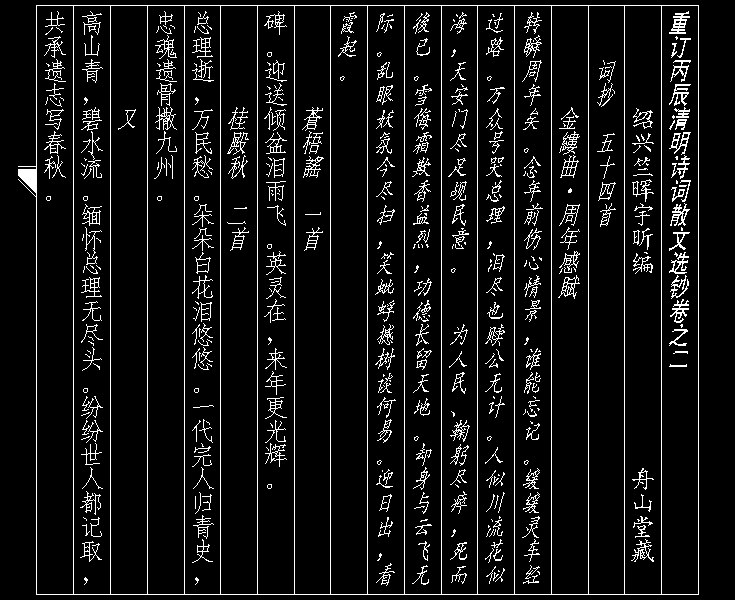 重订丙辰清明诗词散文选钞卷之二
绍兴竺晖宇昕编 舟山堂藏
词抄 五十四首
金缕曲·周年感赋
转瞬周年矣。念年前伤心情景，谁能忘记。缓缓灵车经
过路。万众号哭总理，泪尽也赎公无计。人似川流花似
海，天安门尽足现民意。 为人民、鞠躬尽瘁，死而
後已。雪侮霜欺香益烈，功德长留天地。却身与云飞无
际。乱眼妖氛今尽扫，笑蚍蜉撼树谈何易。迎日出，看
霞起。
蒼梧謠 一首
碑。迎送倾盆泪雨飞。英灵在，来年更光辉。
桂殿秋 二首
总理逝，万民愁。朵朵白花泪悠悠。一代完人归青史，
忠魂遗骨撒九州。
又
高山青，碧水流。缅怀总理无尽头。纷纷世人都记取，
共承遗志写春秋。